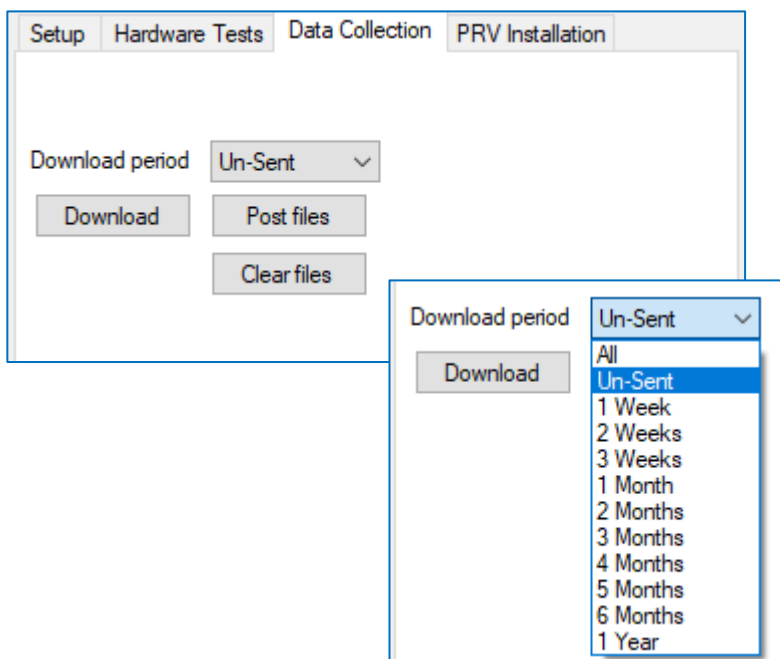 Setup Hardware Tests Data Collection PRV Installation
Download period Un-Sent
Download Post files
Clear files
Download period Un-Sent
Download
All
Un-Sent
1 Week
2 Weeks
3 Weeks
1 Month
2 Months
3 Months
4 Months
5 Months
6 Months
1 Year